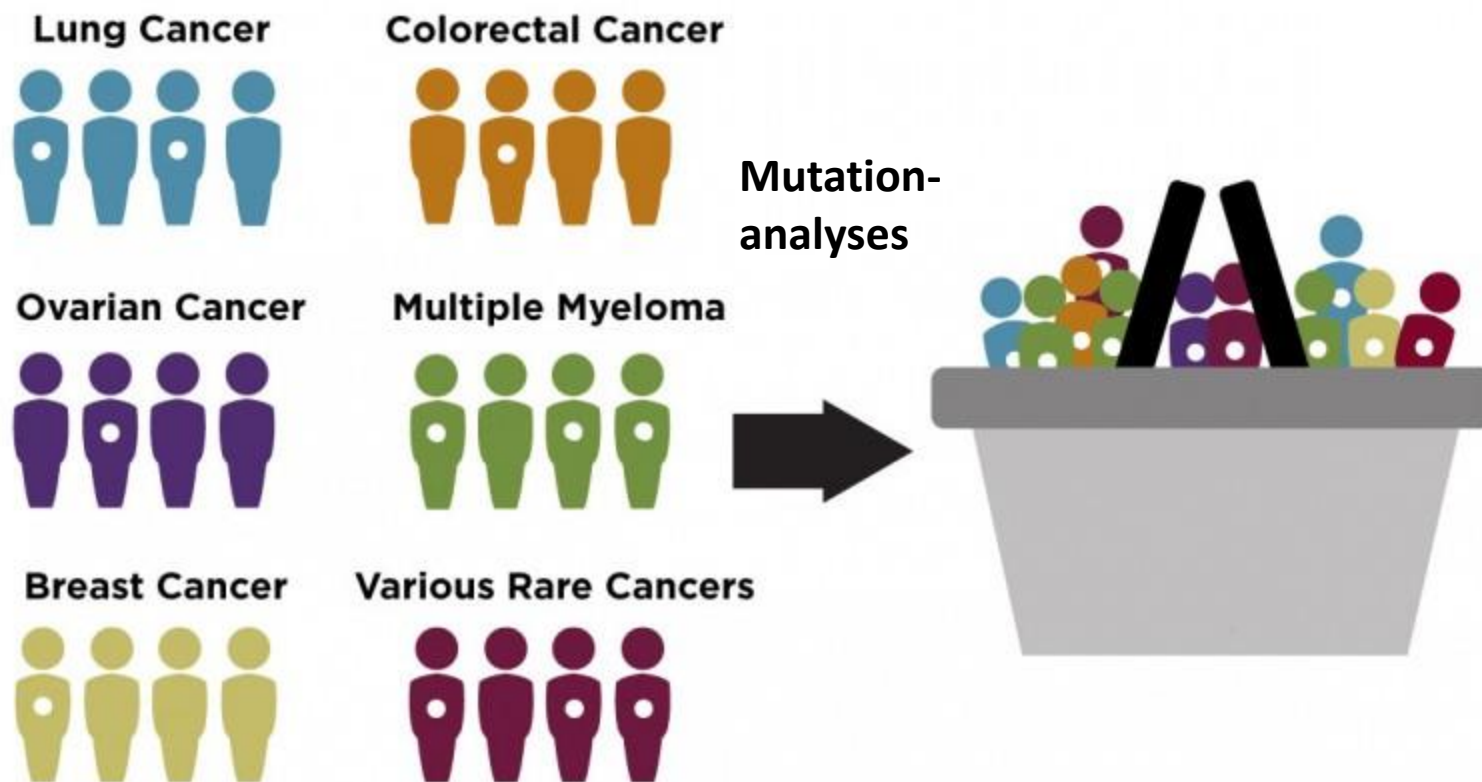 Lung Cancer
Colorectal Cancer
Mutation-
analyses
Ovarian Cancer
Multiple Myeloma
Breast Cancer
Various Rare Cancers